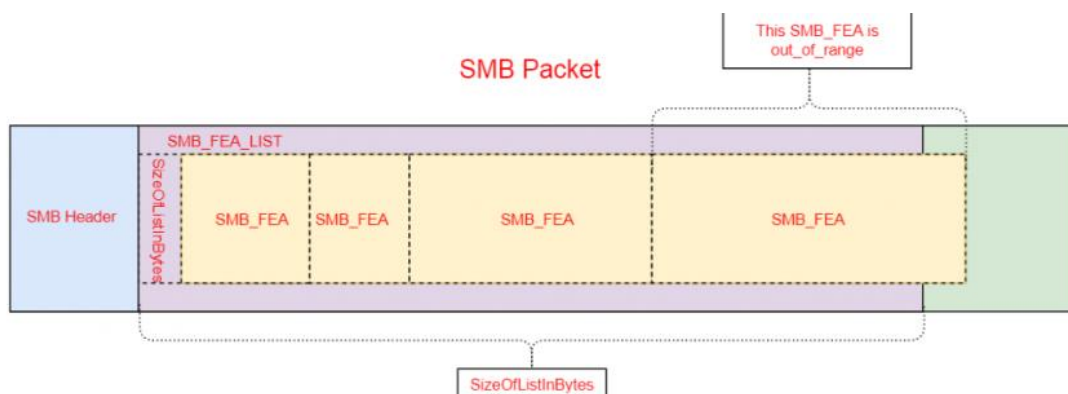 This SMB_FEA is
out_of_range
SMB Packet
SMB_FEA_LIST
SMB Header
SizeOfListInBytes
SMB_FEA
SMB_FEA
SMB_FEA
SMB_FEA
SizeOfListInBytes